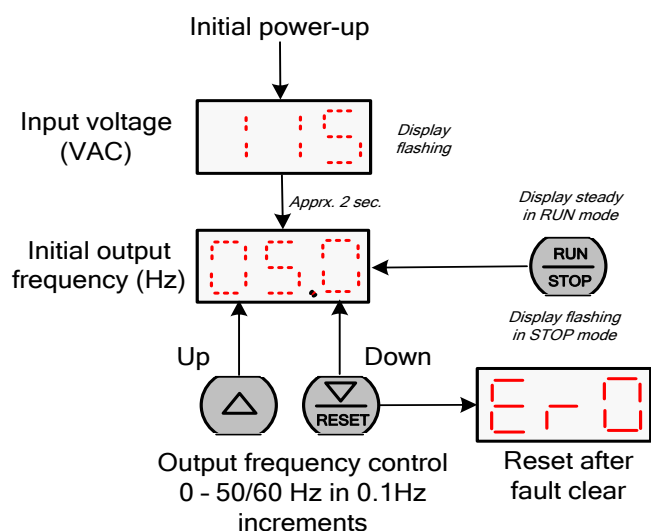 Initial power-up
Input voltage
(VAC)
115
Display
flashing
Apprx. 2 sec.
Display steady
in RUN mode
Initial output
frequency (Hz)
05.0
RUN
STOP
Display flashing
in STOP mode
Up
Down
RESET
Er0
Output frequency control
0 - 50/60 Hz in 0.1Hz
increments
Reset after
fault clear